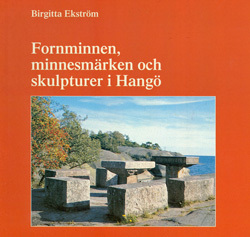 Birgitta Ekström
Fornminnen,
minnesmärken och
skulpturer i Hangö